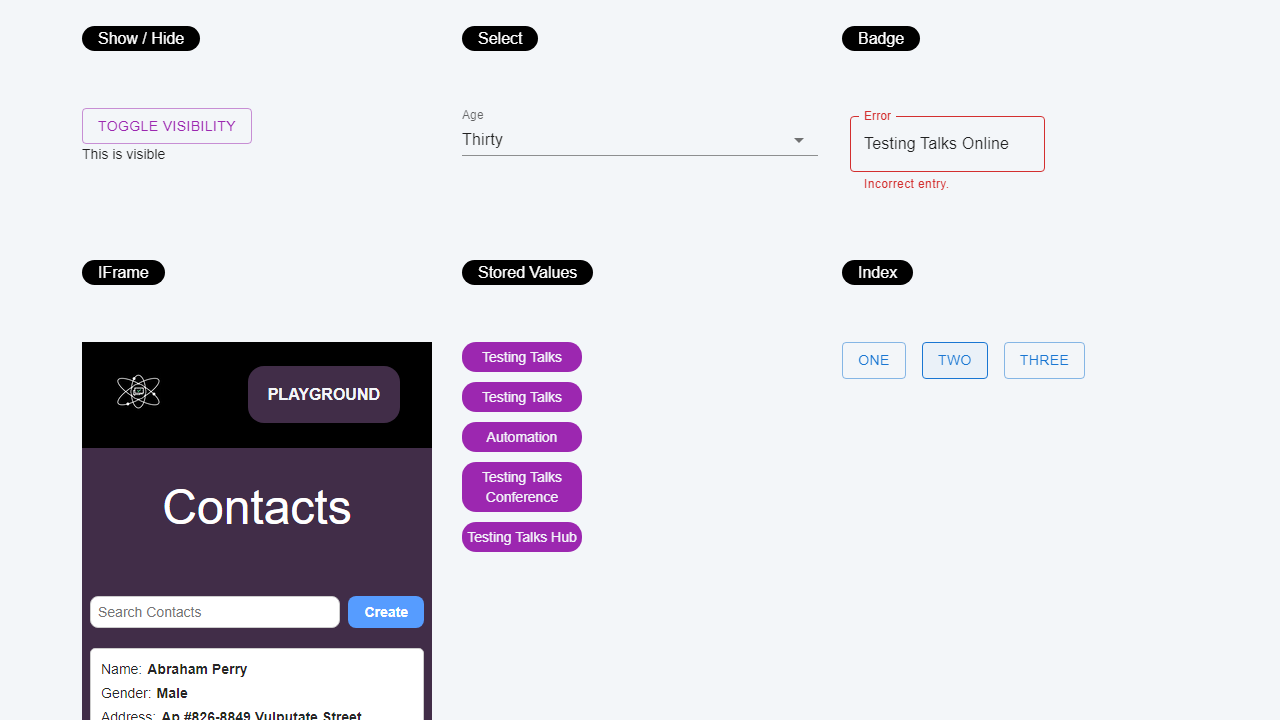 Show / Hide
Select
Badge
TOGGLE VISIBILITY
This is visible
Age
Thirty
Error
Testing Talks Online
Incorrect entry.
IFrame
Stored Values
Index
PLAYGROUND
Contacts
Search Contacts
Create
Name: Abraham Perry
Gender: Male
Address: Ap #826-8849 Vulputate Street
Testing Talks
Testing Talks
Automation
Testing Talks
Conference
Testing Talks Hub
ONE
TWO
THREE